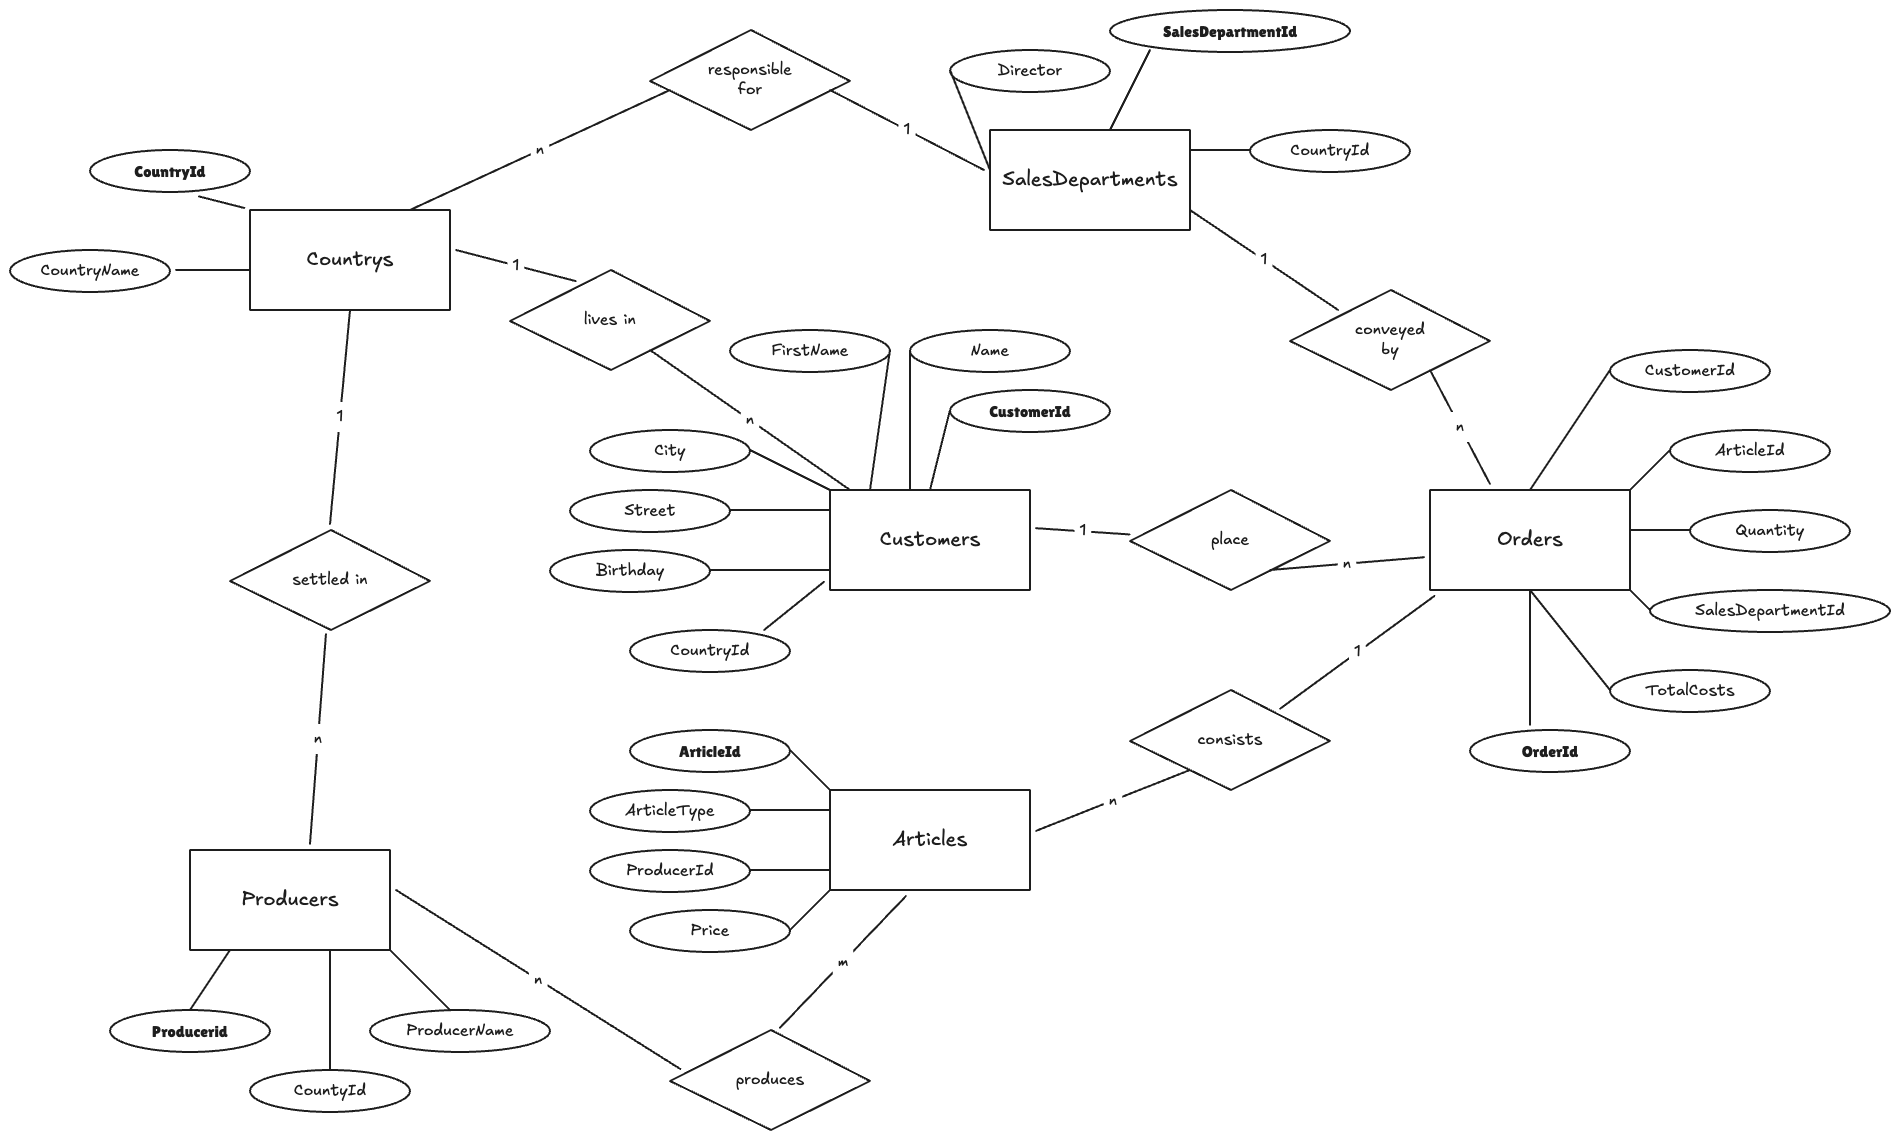 SalesDepartmentId
responsible
for
Director
1
n
CountryId
CountryId
SalesDepartments
Countrys
1
1
CountryName
lives in
conveyed
by
FirstName
Name
CustomerId
CustomerId
1
n
n
City
ArticleId
Street
Customers
1
place
Orders
Quantity
n
settled in
Birthday
SalesDepartmentId
CountryId
1
TotalCosts
n
consists
ArticleId
OrderId
n
ArticleType
Articles
ProducerId
Producers
Price
m
n
Producerid
ProducerName
CountyId
produces